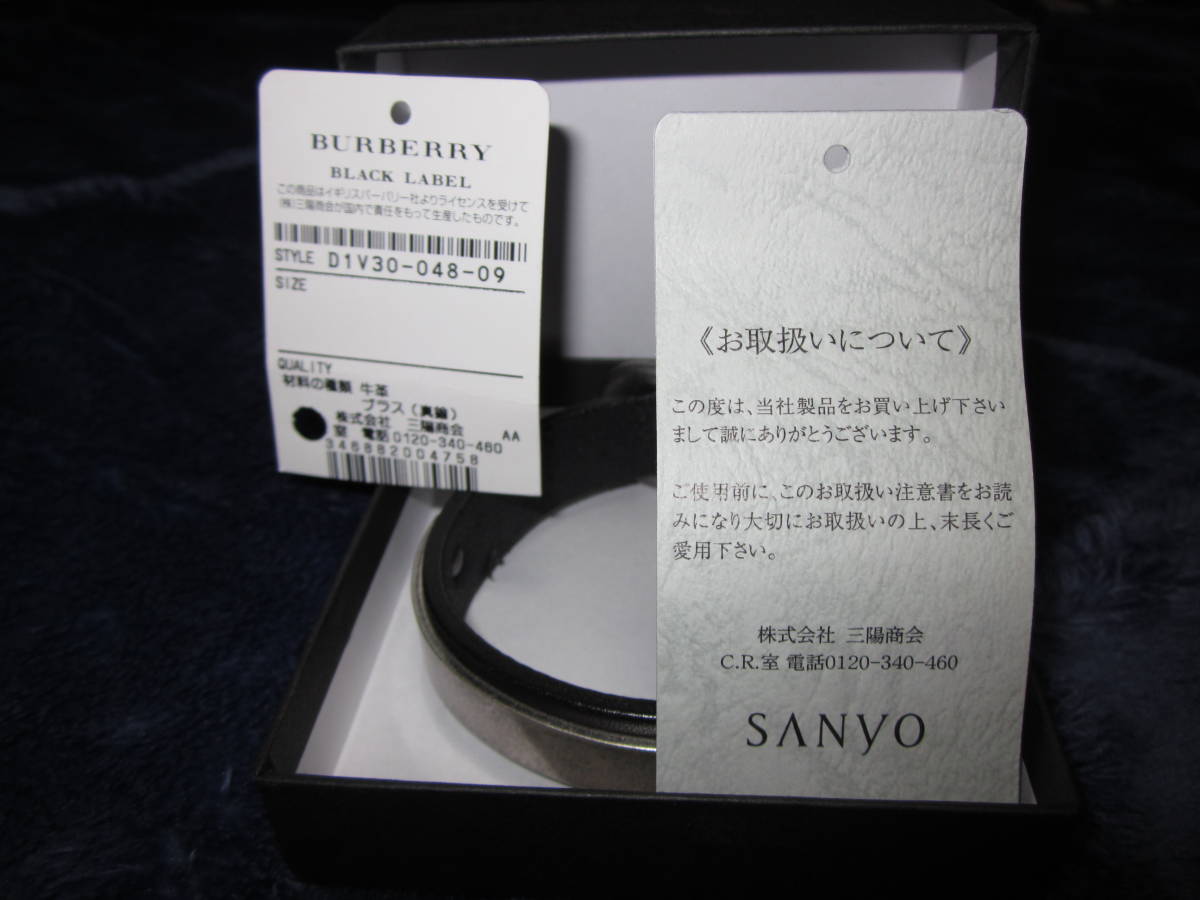 BURBERRY
BLACK LABEL
この商品はイギリスバーバリー社よりライセンスを受けて
(株)三陽商会が国内で責任をもって生産したものです。
STYLE D1V30-048-09
SIZE
QUALITY
材料の種類 牛革
ブラス(真鍮)
株式会社 三陽商会 AA
室 電話0120-340-460
346882004758
《お取扱いについて》
この度は、当社製品をお買い上げ下さい
まして誠にありがとうございます。
ご使用前に、このお取扱い注意書をお読
みになり大切にお取扱いの上、末長くご
愛用下さい。
株式会社 三陽商会
C.R.室 電話0120-340-460
SANYO